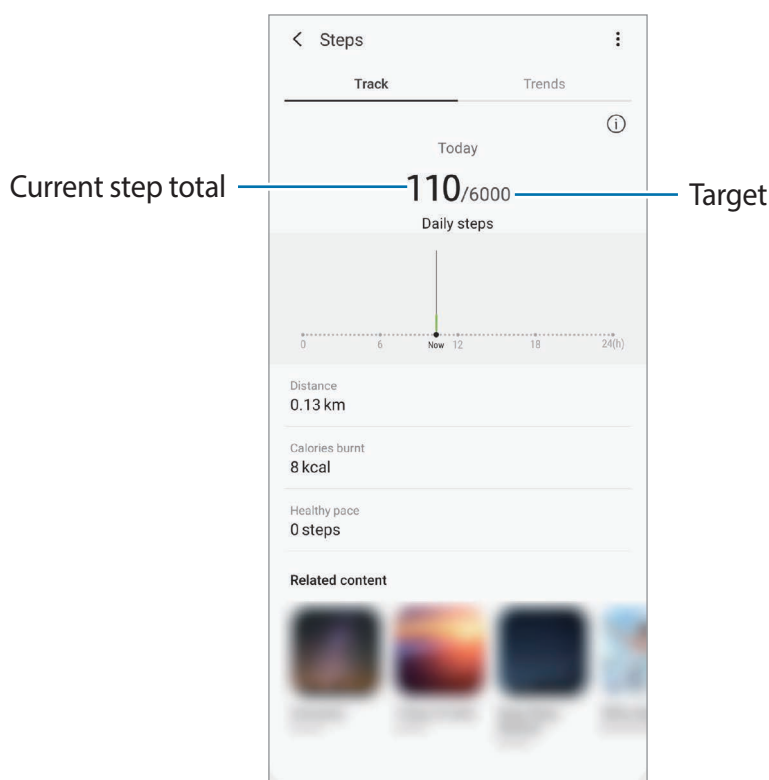 Steps
Track Trends
Today
Current step total 110/6000 Target
Daily steps
0 6 Now 12 18 24(h)
Distance
0.13 km
Calories burnt
8 kcal
Healthy pace
0 steps
Related content